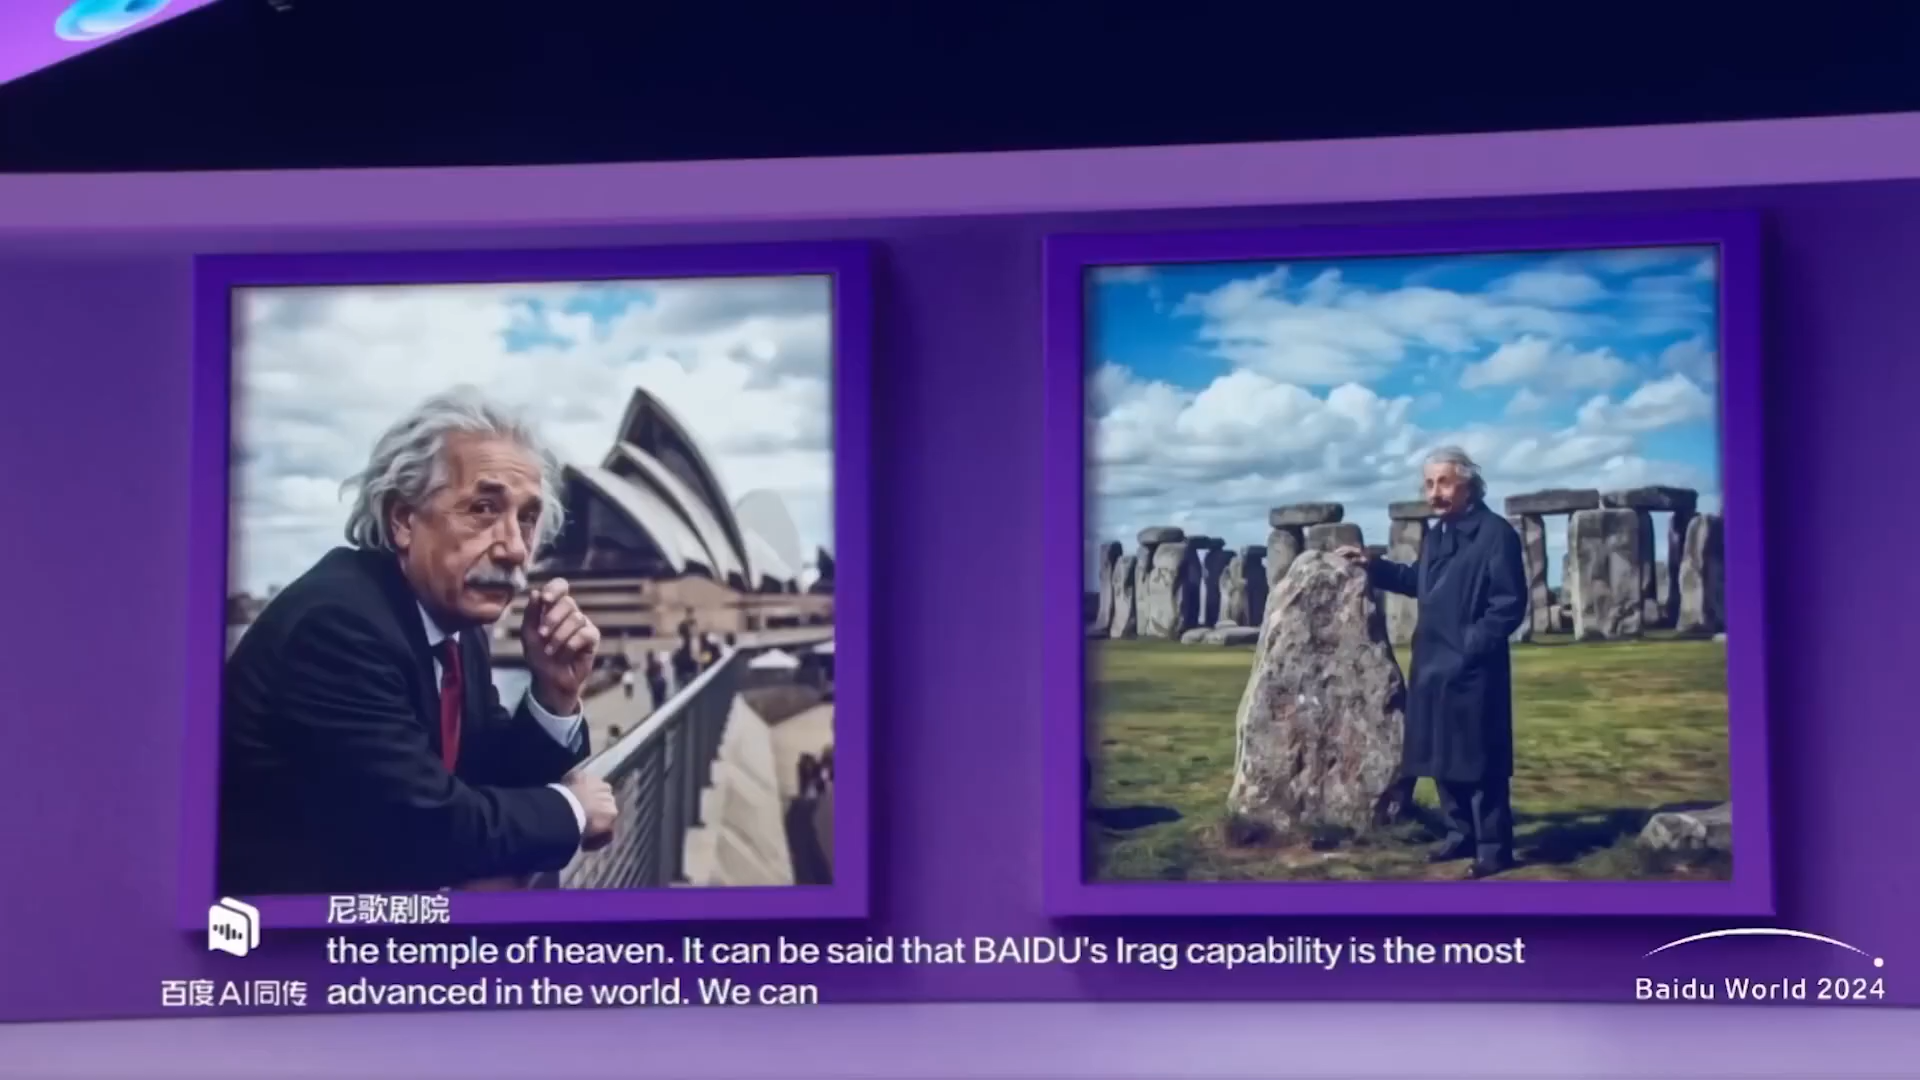 尼歌剧院
the temple of heaven. It can be said that BAIDU's Irag capability is the most
advanced in the world. We can
百度AI同传
Baidu World 2024